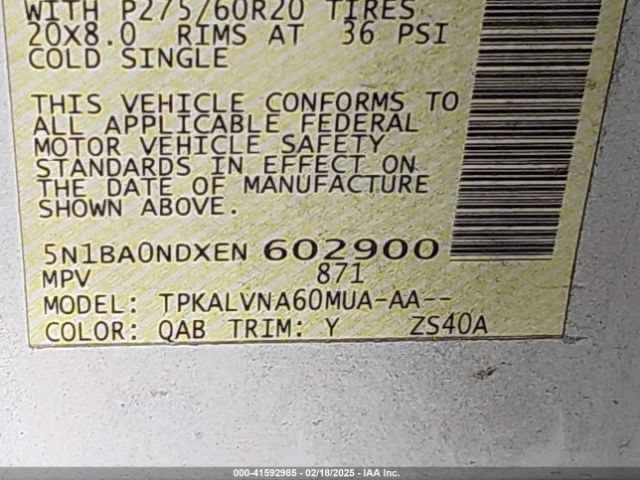 WITH P275/60R20 TIRES
20X8.0 RIMS AT 36 PSI
COLD SINGLE
THIS VEHICLE CONFORMS TO
ALL APPLICABLE FEDERAL
MOTOR VEHICLE SAFETY
STANDARDS IN EFFECT ON
THE DATE OF MANUFACTURE
SHOWN ABOVE.
5N1BA0NDXEN 602900
MPV 871
MODEL: TPKALVNA60MUA-AA--
COLOR: QAB TRIM: Y ZS40A
000-41592985 - 02/18/2025 - IAA Inc.